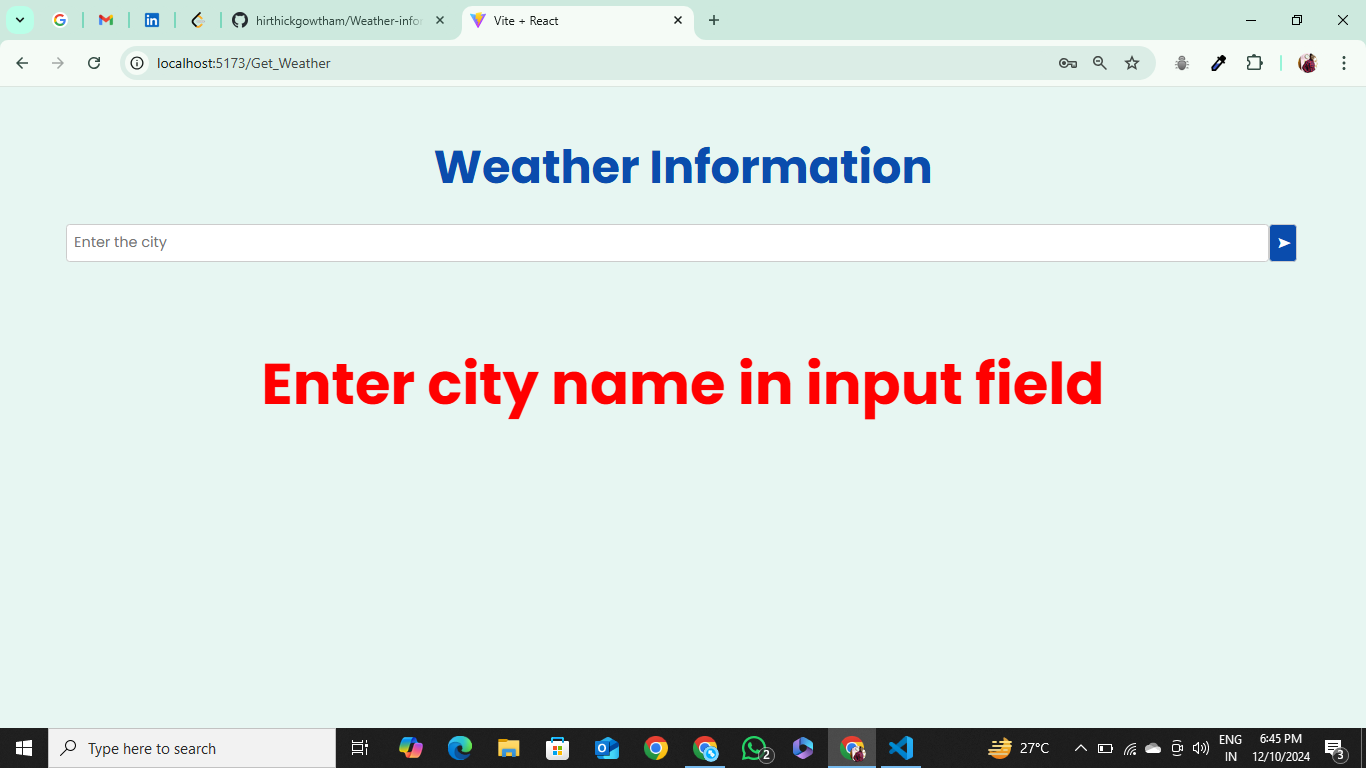 hirthickgowtham/Weather-infor
Vite + React
localhost:5173/Get_Weather
Weather Information
Enter the city
Enter city name in input field
Type here to search
2
27°C
ENG
IN
6:45 PM
12/10/2024
3